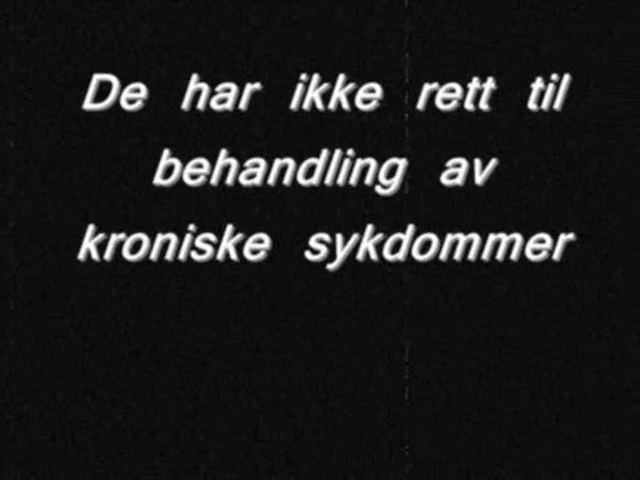 De har ikke rett til
behandling av
kroniske sykdommer